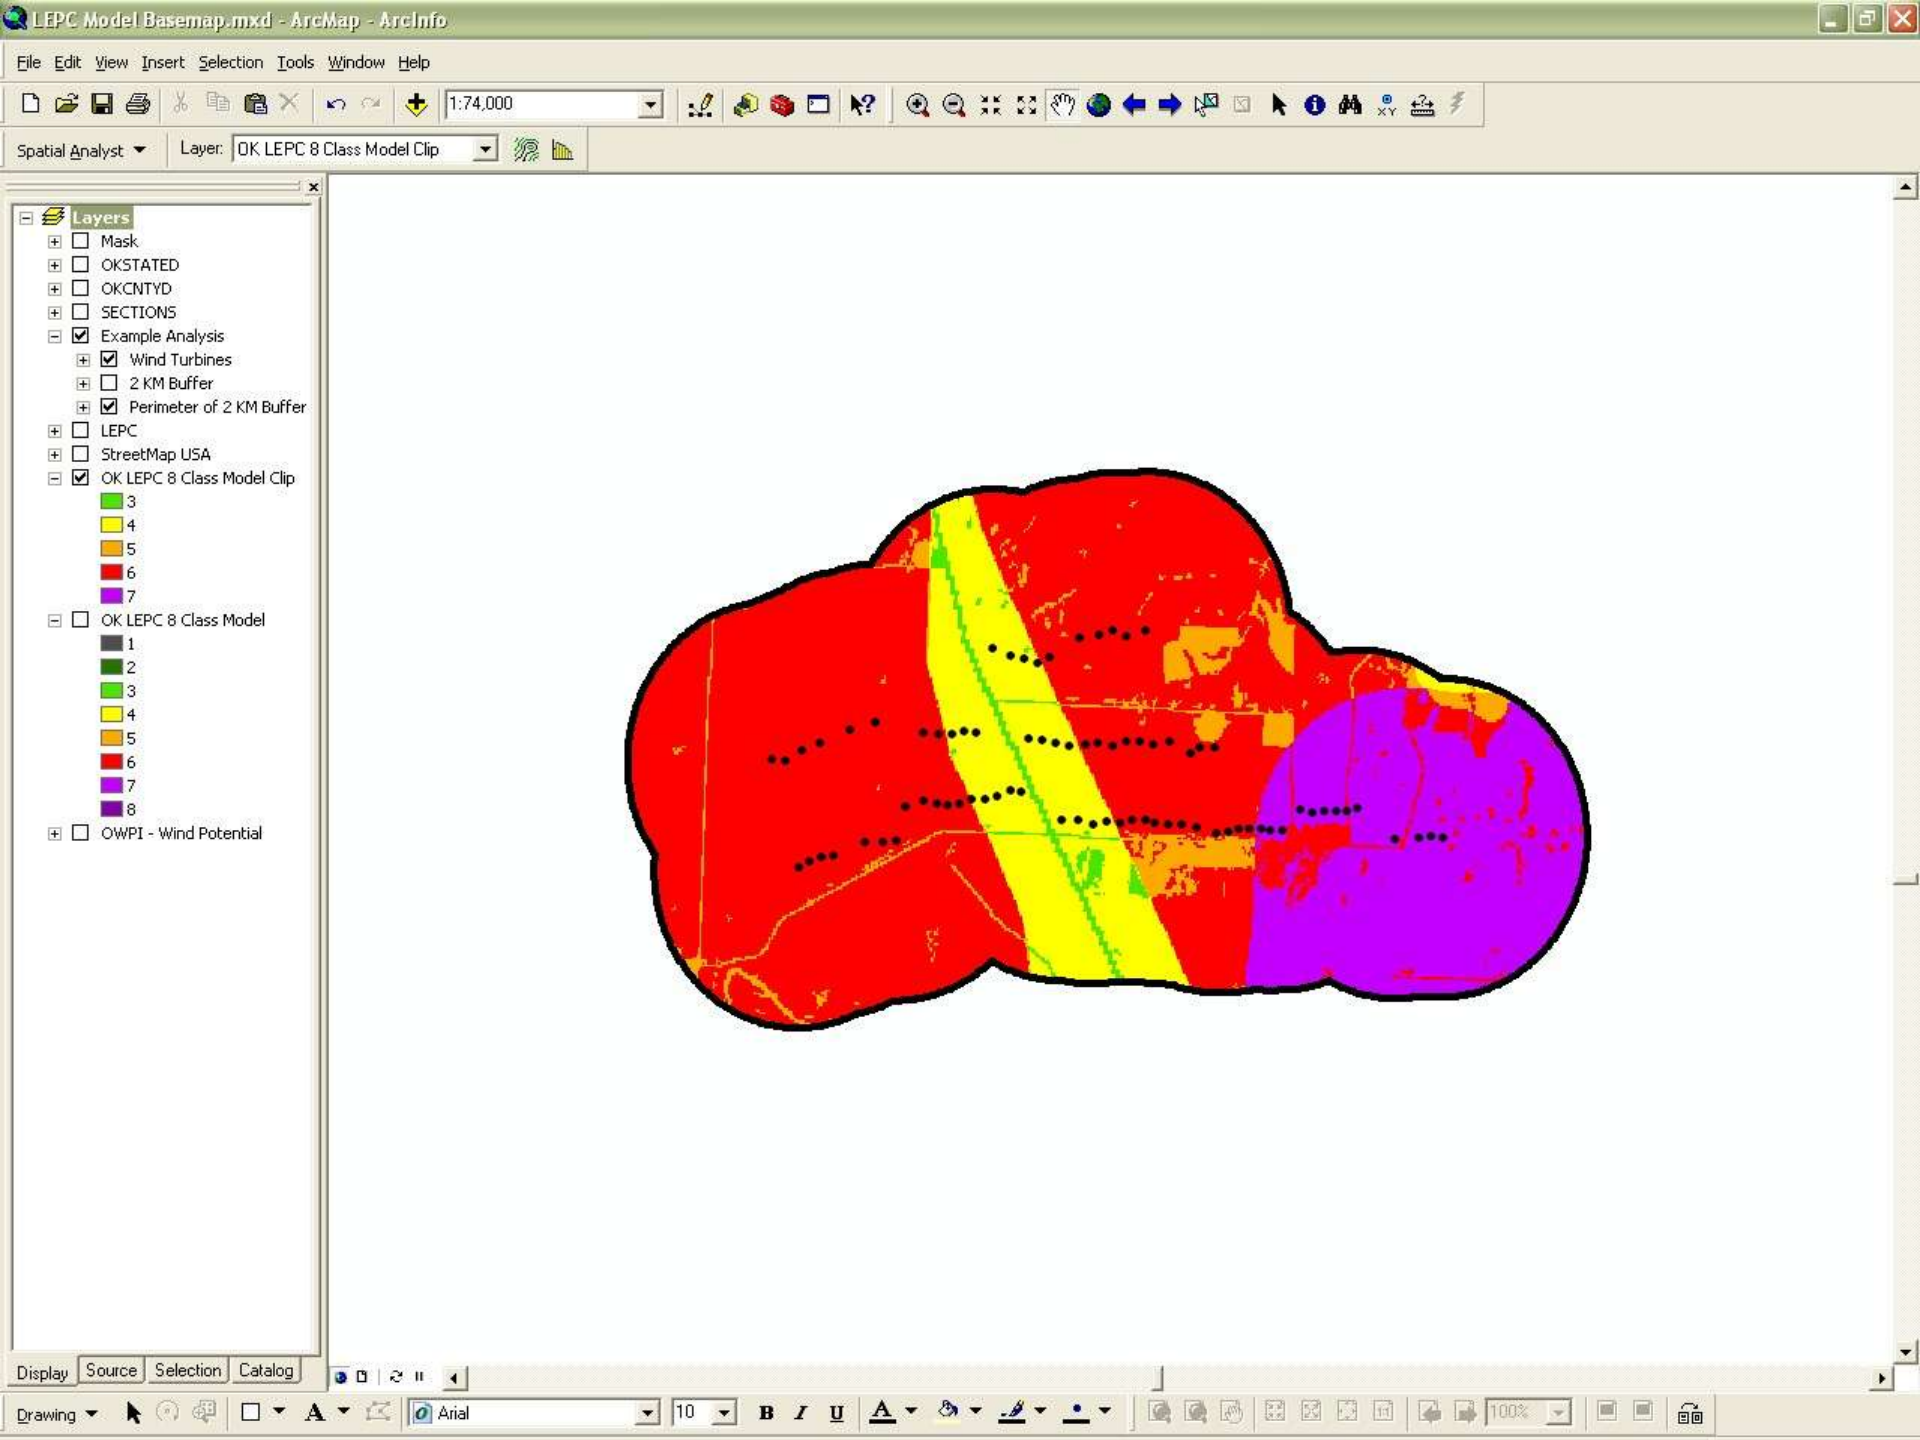 LEPC Model Basemap.mxd - ArcMap - ArcInfo
File Edit View Insert Selection Tools Window Help
1:74,000
Spatial Analyst Layer: OK LEPC 8 Class Model Clip
Layers
Mask
OKSTATED
OKCNTYD
SECTIONS
Example Analysis
Wind Turbines
2 KM Buffer
Perimeter of 2 KM Buffer
LEPC
StreetMap USA
OK LEPC 8 Class Model Clip
3
4
5
6
7
OK LEPC 8 Class Model
1
2
3
4
5
6
7
8
OWPI - Wind Potential
Display Source Selection Catalog
Drawing A Arial 10 B I U A 100%